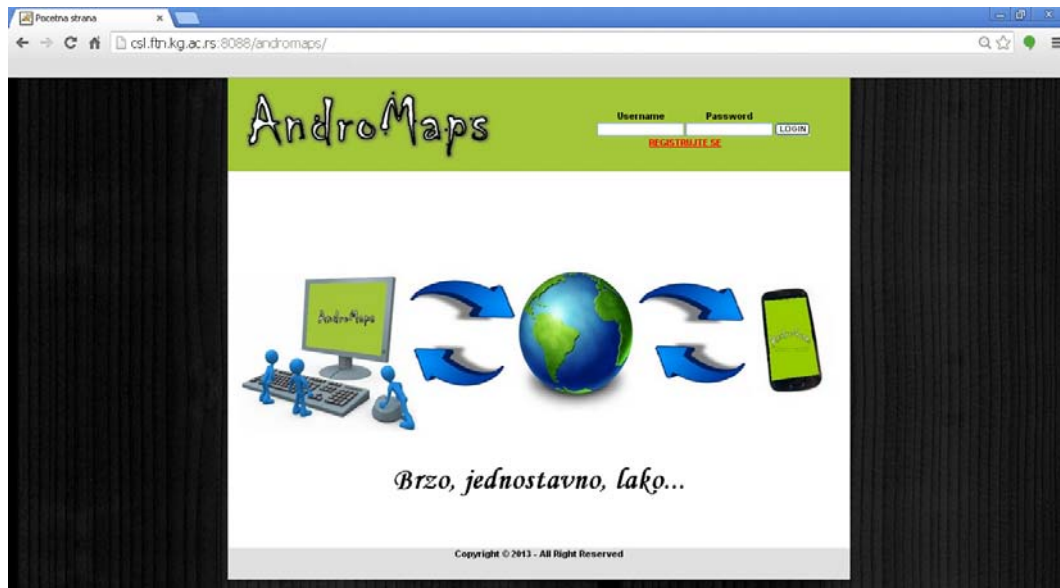 Pocetna strana
csl.ftn.kg.ac.rs:8088/andromaps/
AndroMaps
Username Password
LOGIN
REGISTRUJTE SE
AndroMaps
Brzo, jednostavno, lako...
Copyright © 2013 - All Right Reserved